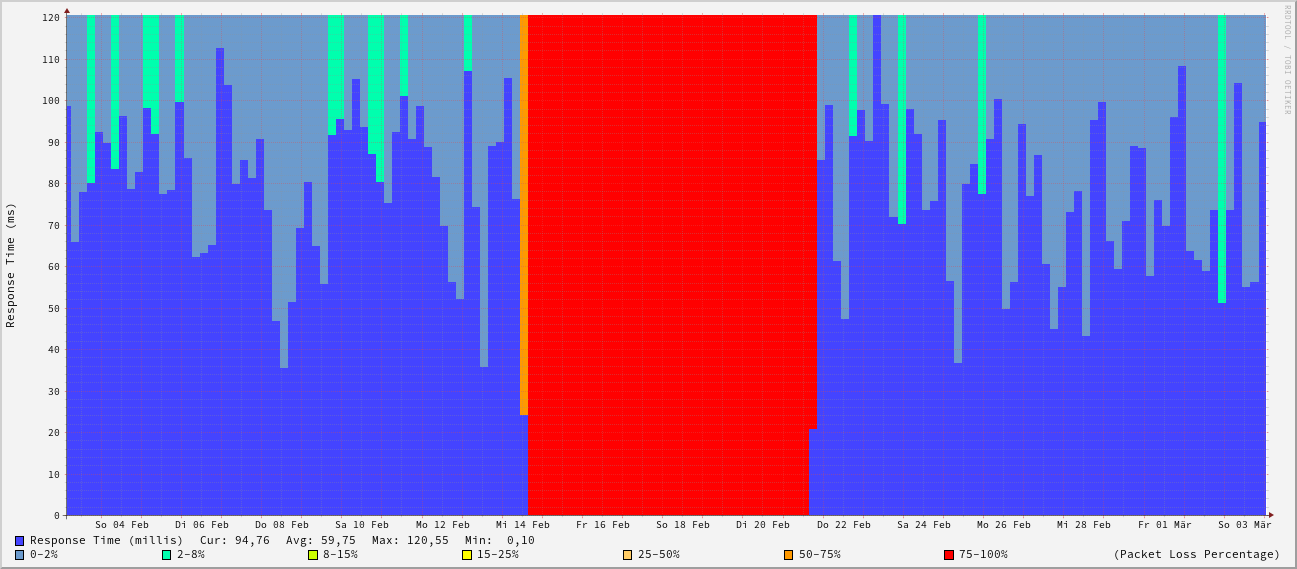 RRDTOOL / TOBI OETIKER
Response Time (ms)
120
110
100
90
80
70
60
50
40
30
20
10
0
So 04 Feb Di 06 Feb Do 08 Feb Sa 10 Feb Mo 12 Feb Mi 14 Feb Fr 16 Feb So 18 Feb Di 20 Feb Do 22 Feb Sa 24 Feb Mo 26 Feb Mi 28 Feb Fr 01 Mär So 03 Mär
Response Time (millis) Cur: 94,76 Avg: 59,75 Max: 120,55 Min: 0,10
0-2% 2-8% 8-15% 15-25% 25-50% 50-75% 75-100% (Packet Loss Percentage)